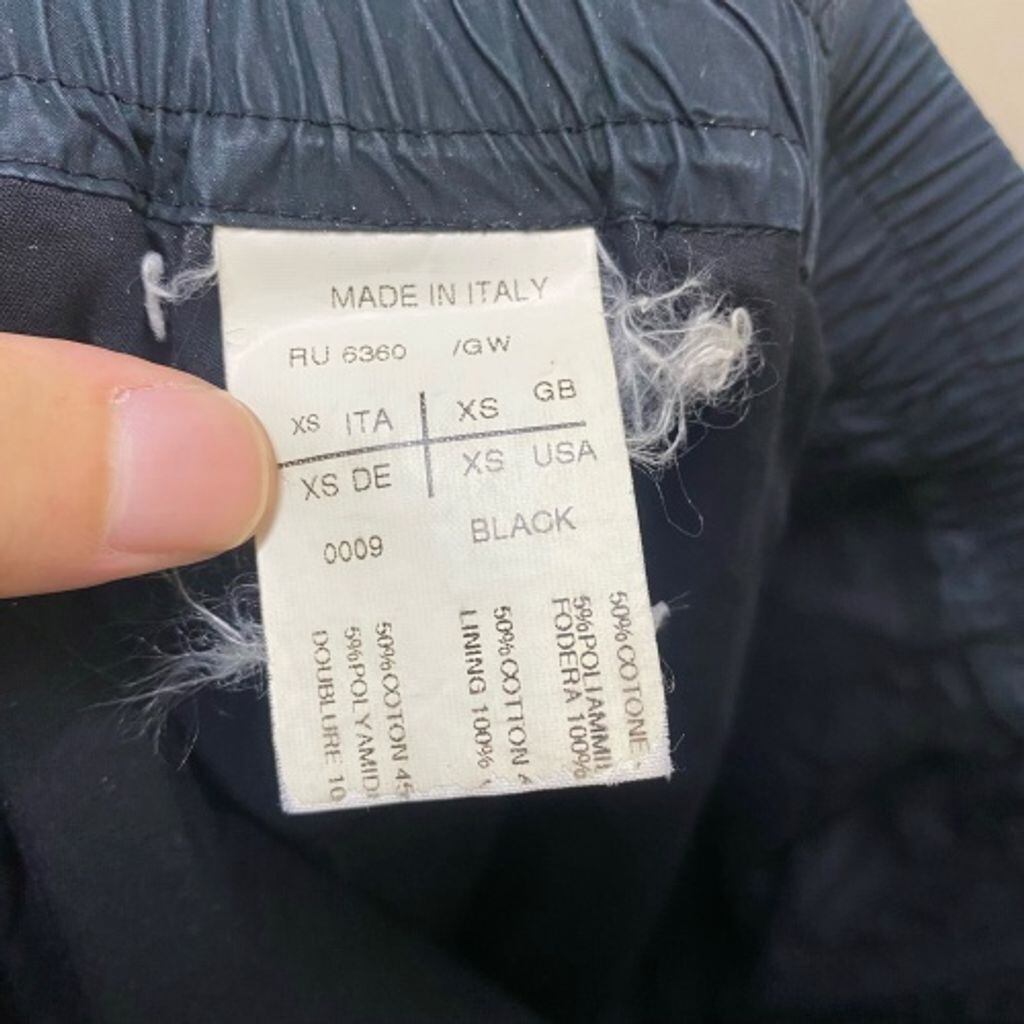 MADE IN ITALY
RU 6360 /GW
XS ITA XS GB
XS DE XS USA
0009 BLACK
50%COTONE
5%POLIAMMI
FODERA 100%
50%COTTON
LINING 100%
50%COTON 45
5%POLYAMID
DOUBLURE 10